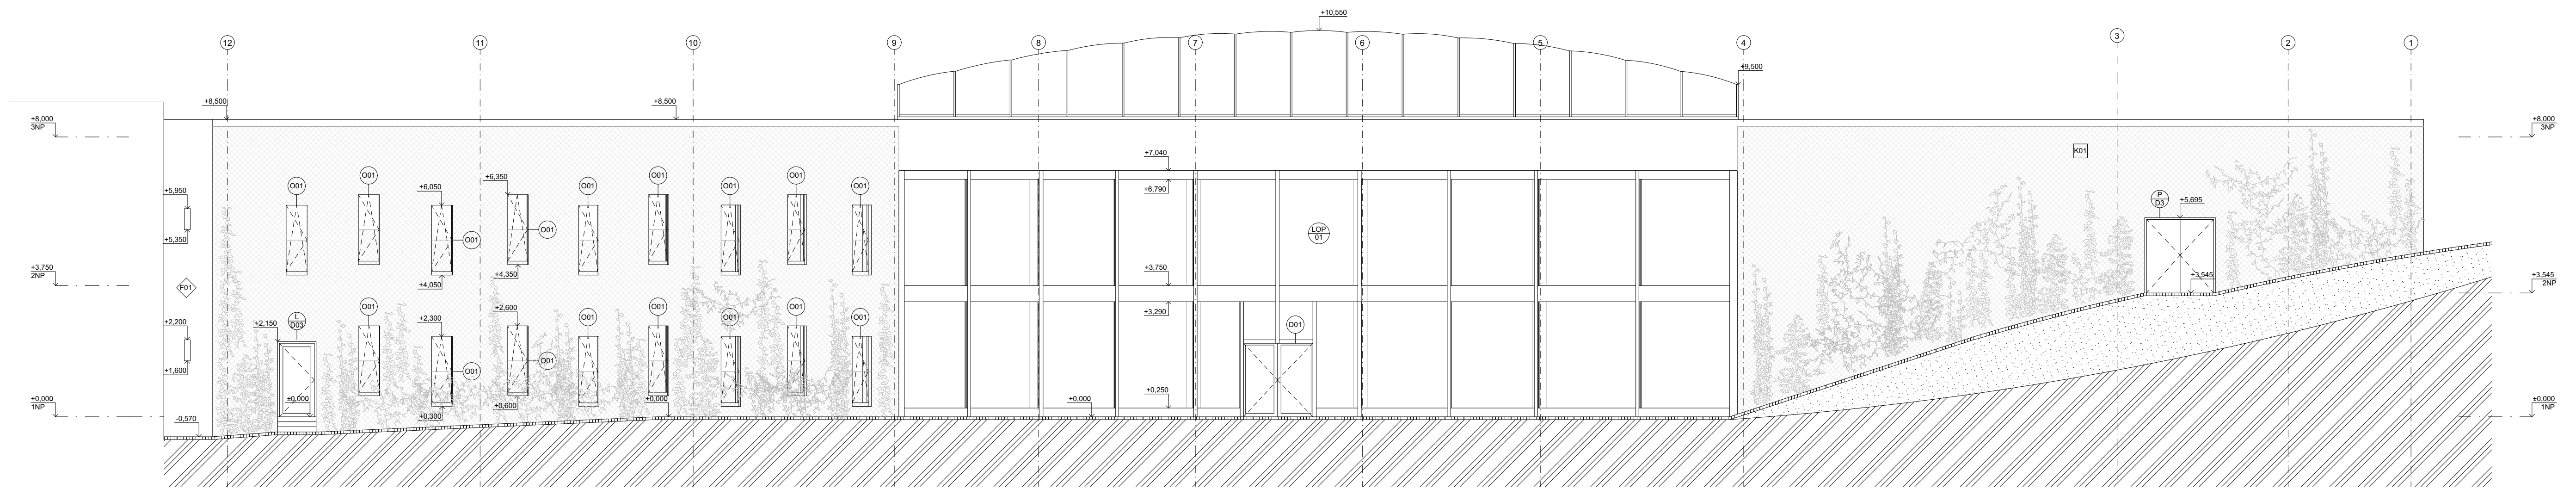 +10,550
12
11
10
9
8
7
6
5
4
3
2
1
+9,500
+8,500
+8,500
+8,000
3NP
+8,000
3NP
K01
+7,040
+6,790
+5,950
+5,350
O01
O01
+6,050
+6,350
O01
O01
O01
O01
O01
O01
O01
P
D3
+5,695
LOP
01
O01
O01
+3,750
2NP
+4,050
+4,350
+3,750
+3,545
+3,545
2NP
F01
+3,290
+2,200
+1,600
L
D03
+2,150
O01
+2,300
+2,600
O01
O01
O01
O01
O01
O01
O01
D01
±0,000
+0,300
+0,600
+0,000
+0,250
+0,000
+0,000
1NP
-0,570
±0,000
1NP